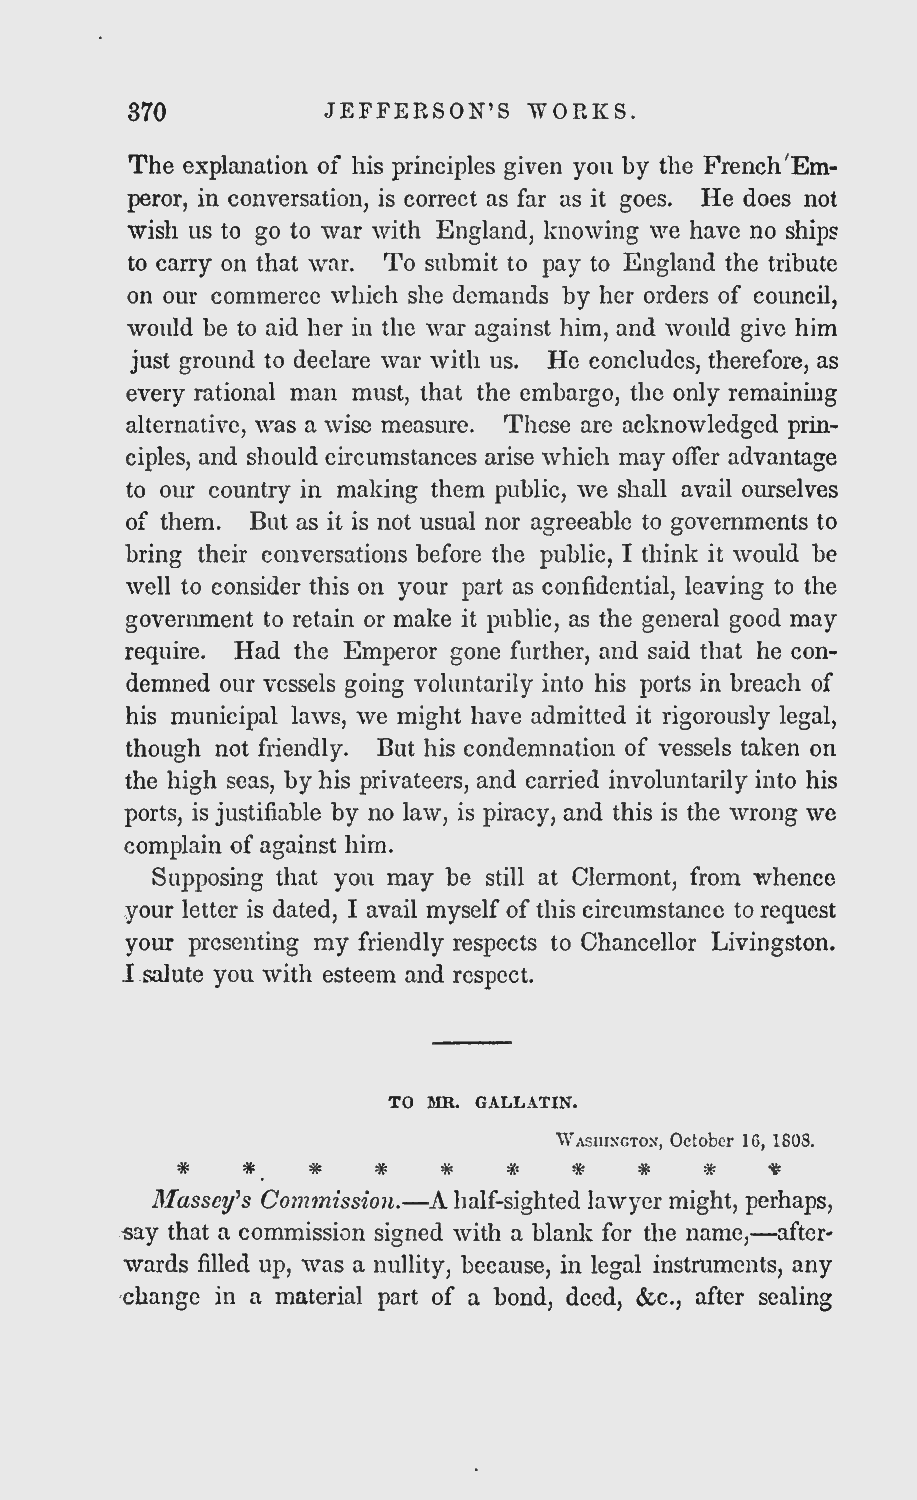 370 JEFFERSON'S WORKS.
The explanation of his principles given you by the French Em-
peror, in conversation, is correct as far as it goes. He does not
wish us to go to war with England, knowing we have no ships
to carry on that war. To submit to pay to England the tribute
on our commerce which she demands by her orders of council,
would be to aid her in the war against him, and would give him
just ground to declare war with us. He concludes, therefore, as
every rational man must, that the embargo, the only remaining
alternative, was a wise measure. These are acknowledged prin-
ciples, and should circumstances arise which may offer advantage
to our country in making them public, we shall avail ourselves
of them. But as it is not usual nor agreeable to governments to
bring their conversations before the public, I think it would be
well to consider this on your part as confidential, leaving to the
government to retain or make it public, as the general good may
require. Had the Emperor gone further, and said that he con-
demned our vessels going voluntarily into his ports in breach of
his municipal laws, we might have admitted it rigorously legal,
though not friendly. But his condemnation of vessels taken on
the high seas, by his privateers, and carried involuntarily into his
ports, is justifiable by no law, is piracy, and this is the wrong we
complain of against him.
Supposing that you may be still at Clermont, from whence
your letter is dated, I avail myself of this circumstance to request
your presenting my friendly respects to Chancellor Livingston.
I salute you with esteem and respect.
TO MR. GALLATIN.
Washington, October 16, 1808.
* * * * * * * * * *
Massey's Commission.—A half-sighted lawyer might, perhaps,
say that a commission signed with a blank for the name,—after-
wards filled up, was a nullity, because, in legal instruments, any
change in a material part of a bond, deed, &c., after sealing